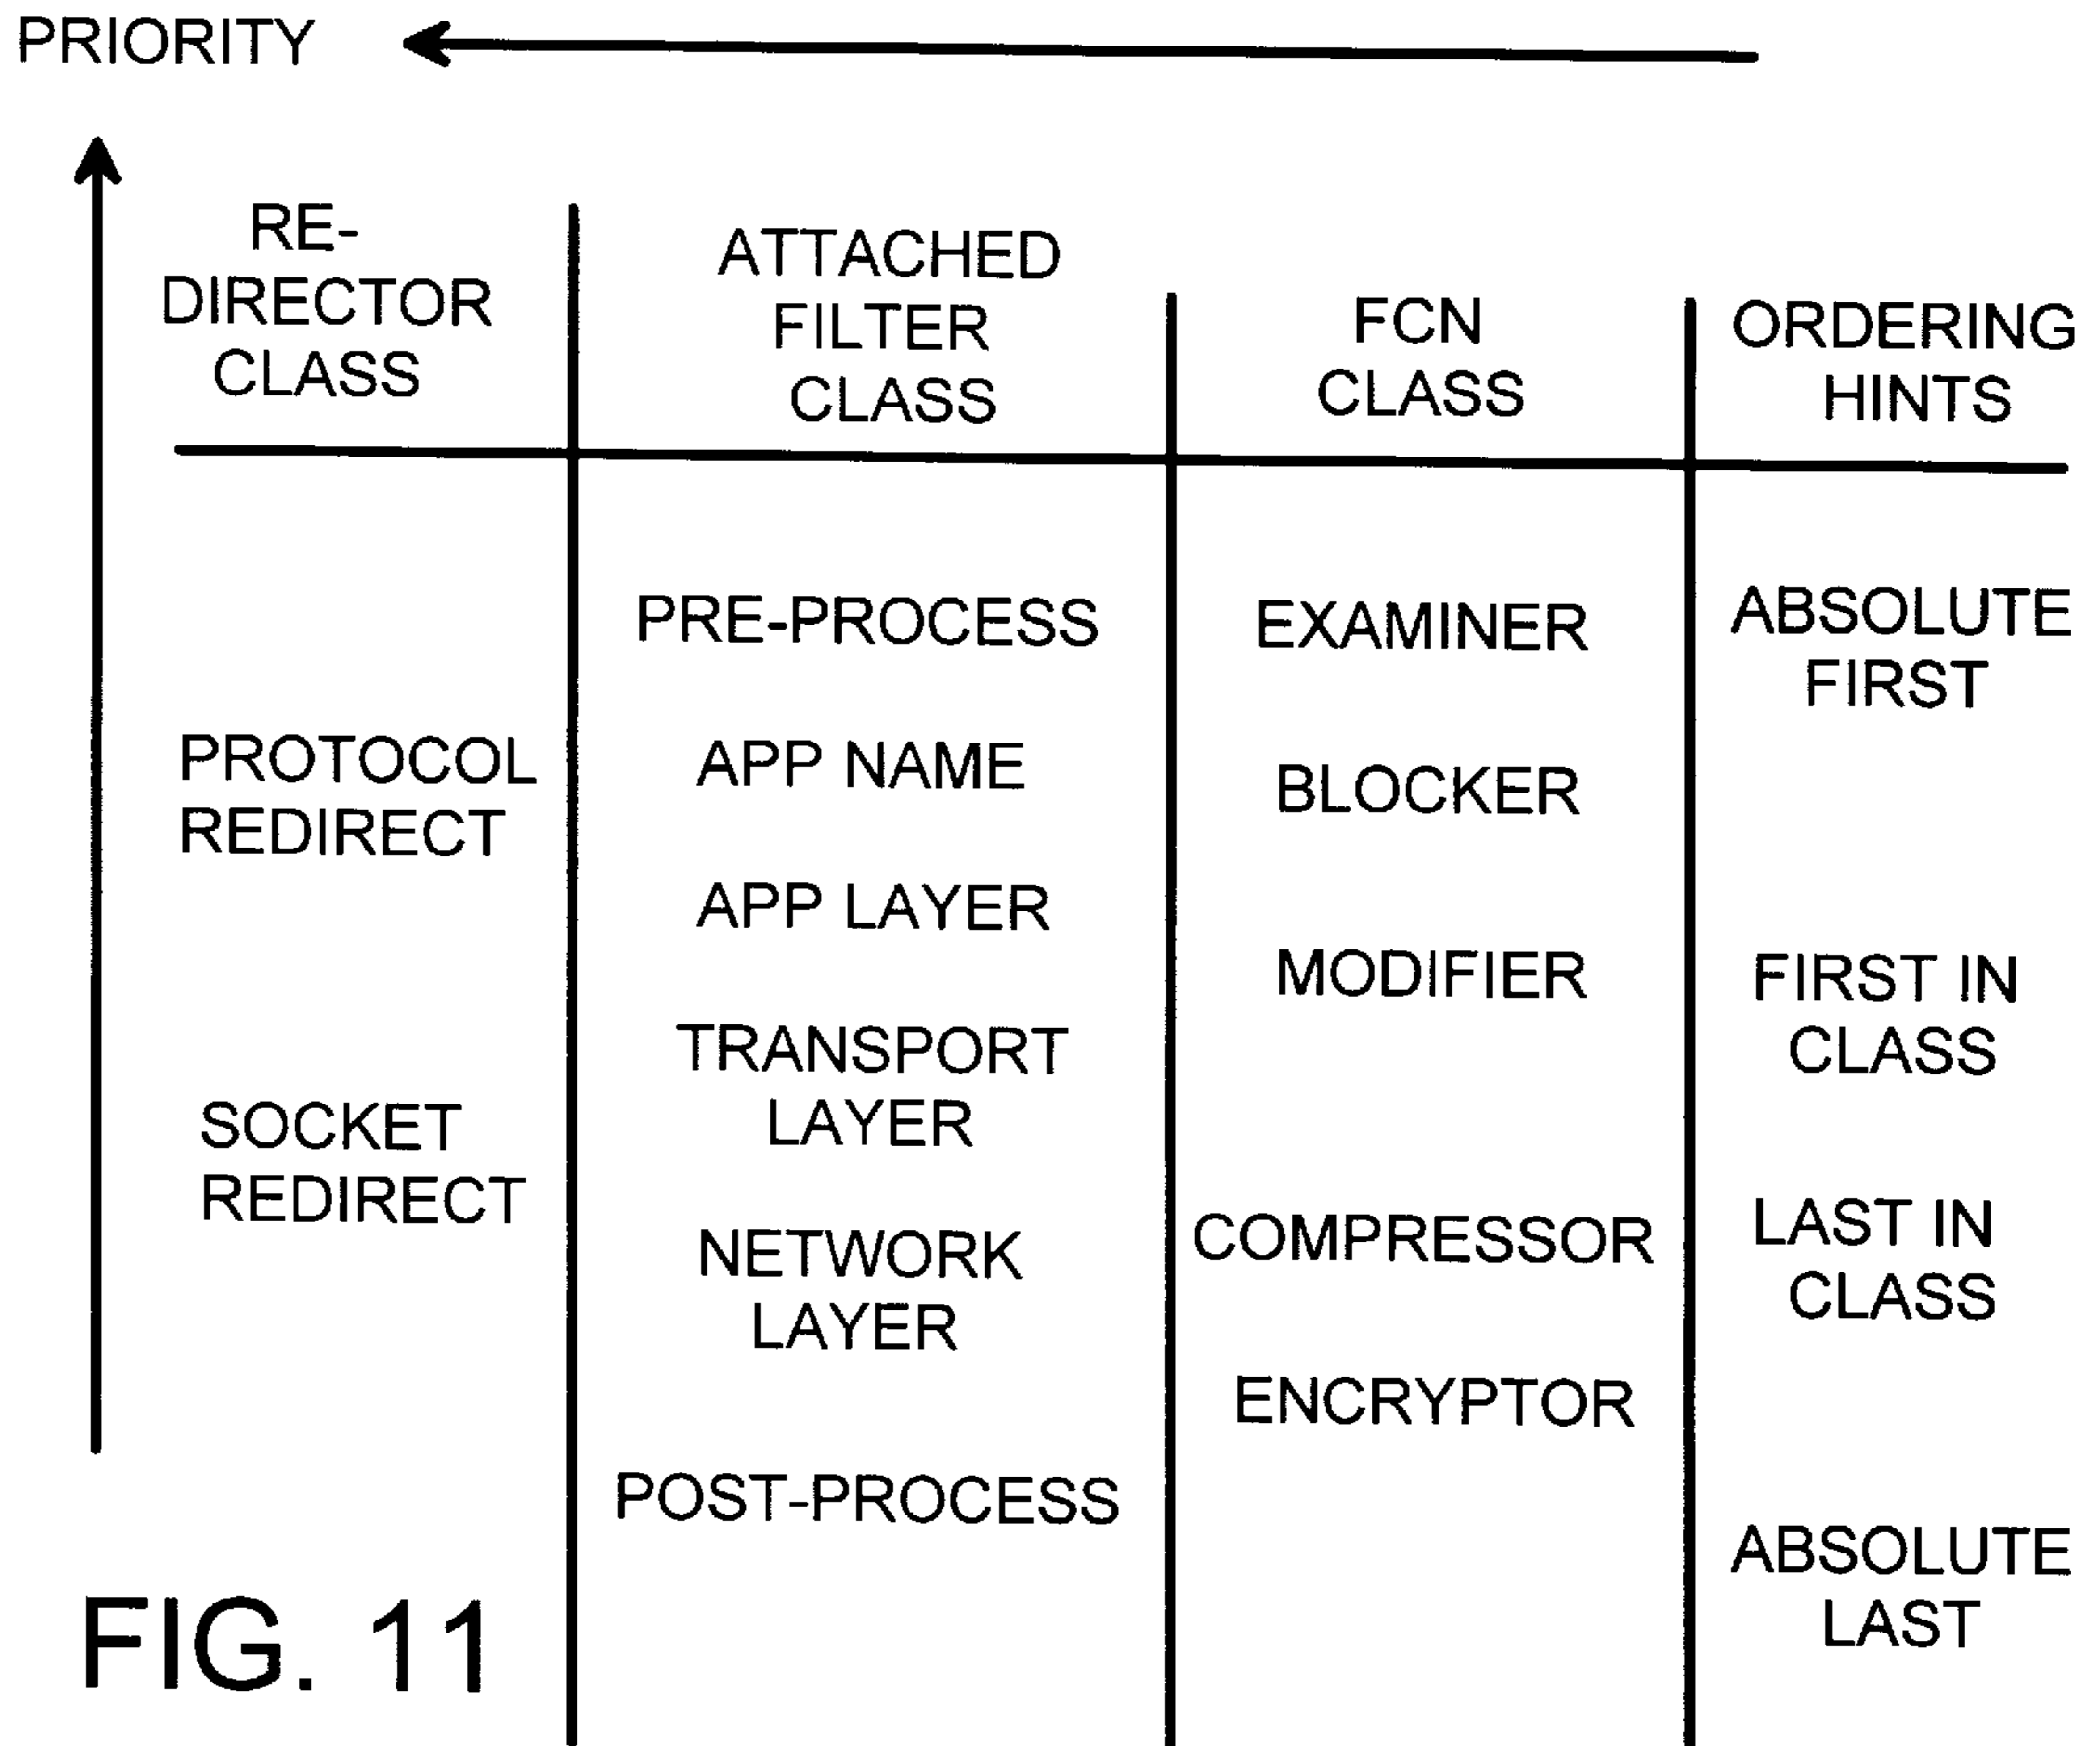 PRIORITY
RE-
DIRECTOR
CLASS
ATTACHED
FILTER
CLASS
FCN
CLASS
ORDERING
HINTS
PROTOCOL
REDIRECT
SOCKET
REDIRECT
PRE-PROCESS
APP NAME
APP LAYER
TRANSPORT
LAYER
NETWORK
LAYER
POST-PROCESS
EXAMINER
BLOCKER
MODIFIER
COMPRESSOR
ENCRYPTOR
ABSOLUTE
FIRST
FIRST IN
CLASS
LAST IN
CLASS
ABSOLUTE
LAST
FIG. 11